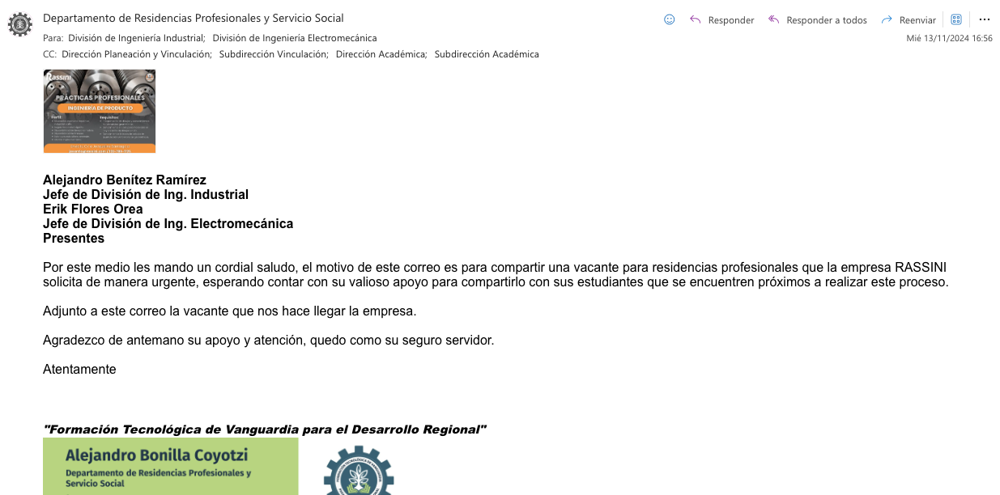 Departamento de Residencias Profesionales y Servicio Social
Responder
Responder a todos
Reenviar
Para: División de Ingeniería Industrial; División de Ingeniería Electromecánica
Mié 13/11/2024 16:56
CC: Dirección Planeación y Vinculación; Subdirección Vinculación; Dirección Académica; Subdirección Académica
Rassini
PRÁCTICAS PROFESIONALES
INGENIERÍA DE PRODUCTO
Perfil:
Requisitos:
Alejandro Benítez Ramírez
Jefe de División de Ing. Industrial
Erik Flores Orea
Jefe de División de Ing. Electromecánica
Presentes
Por este medio les mando un cordial saludo, el motivo de este correo es para compartir una vacante para residencias profesionales que la empresa RASSINI
solicita de manera urgente, esperando contar con su valioso apoyo para compartirlo con sus estudiantes que se encuentren próximos a realizar este proceso.
Adjunto a este correo la vacante que nos hace llegar la empresa.
Agradezco de antemano su apoyo y atención, quedo como su seguro servidor.
Atentamente
"Formación Tecnológica de Vanguardia para el Desarrollo Regional"
Alejandro Bonilla Coyotzi
Departamento de Residencias Profesionales y
Servicio Social